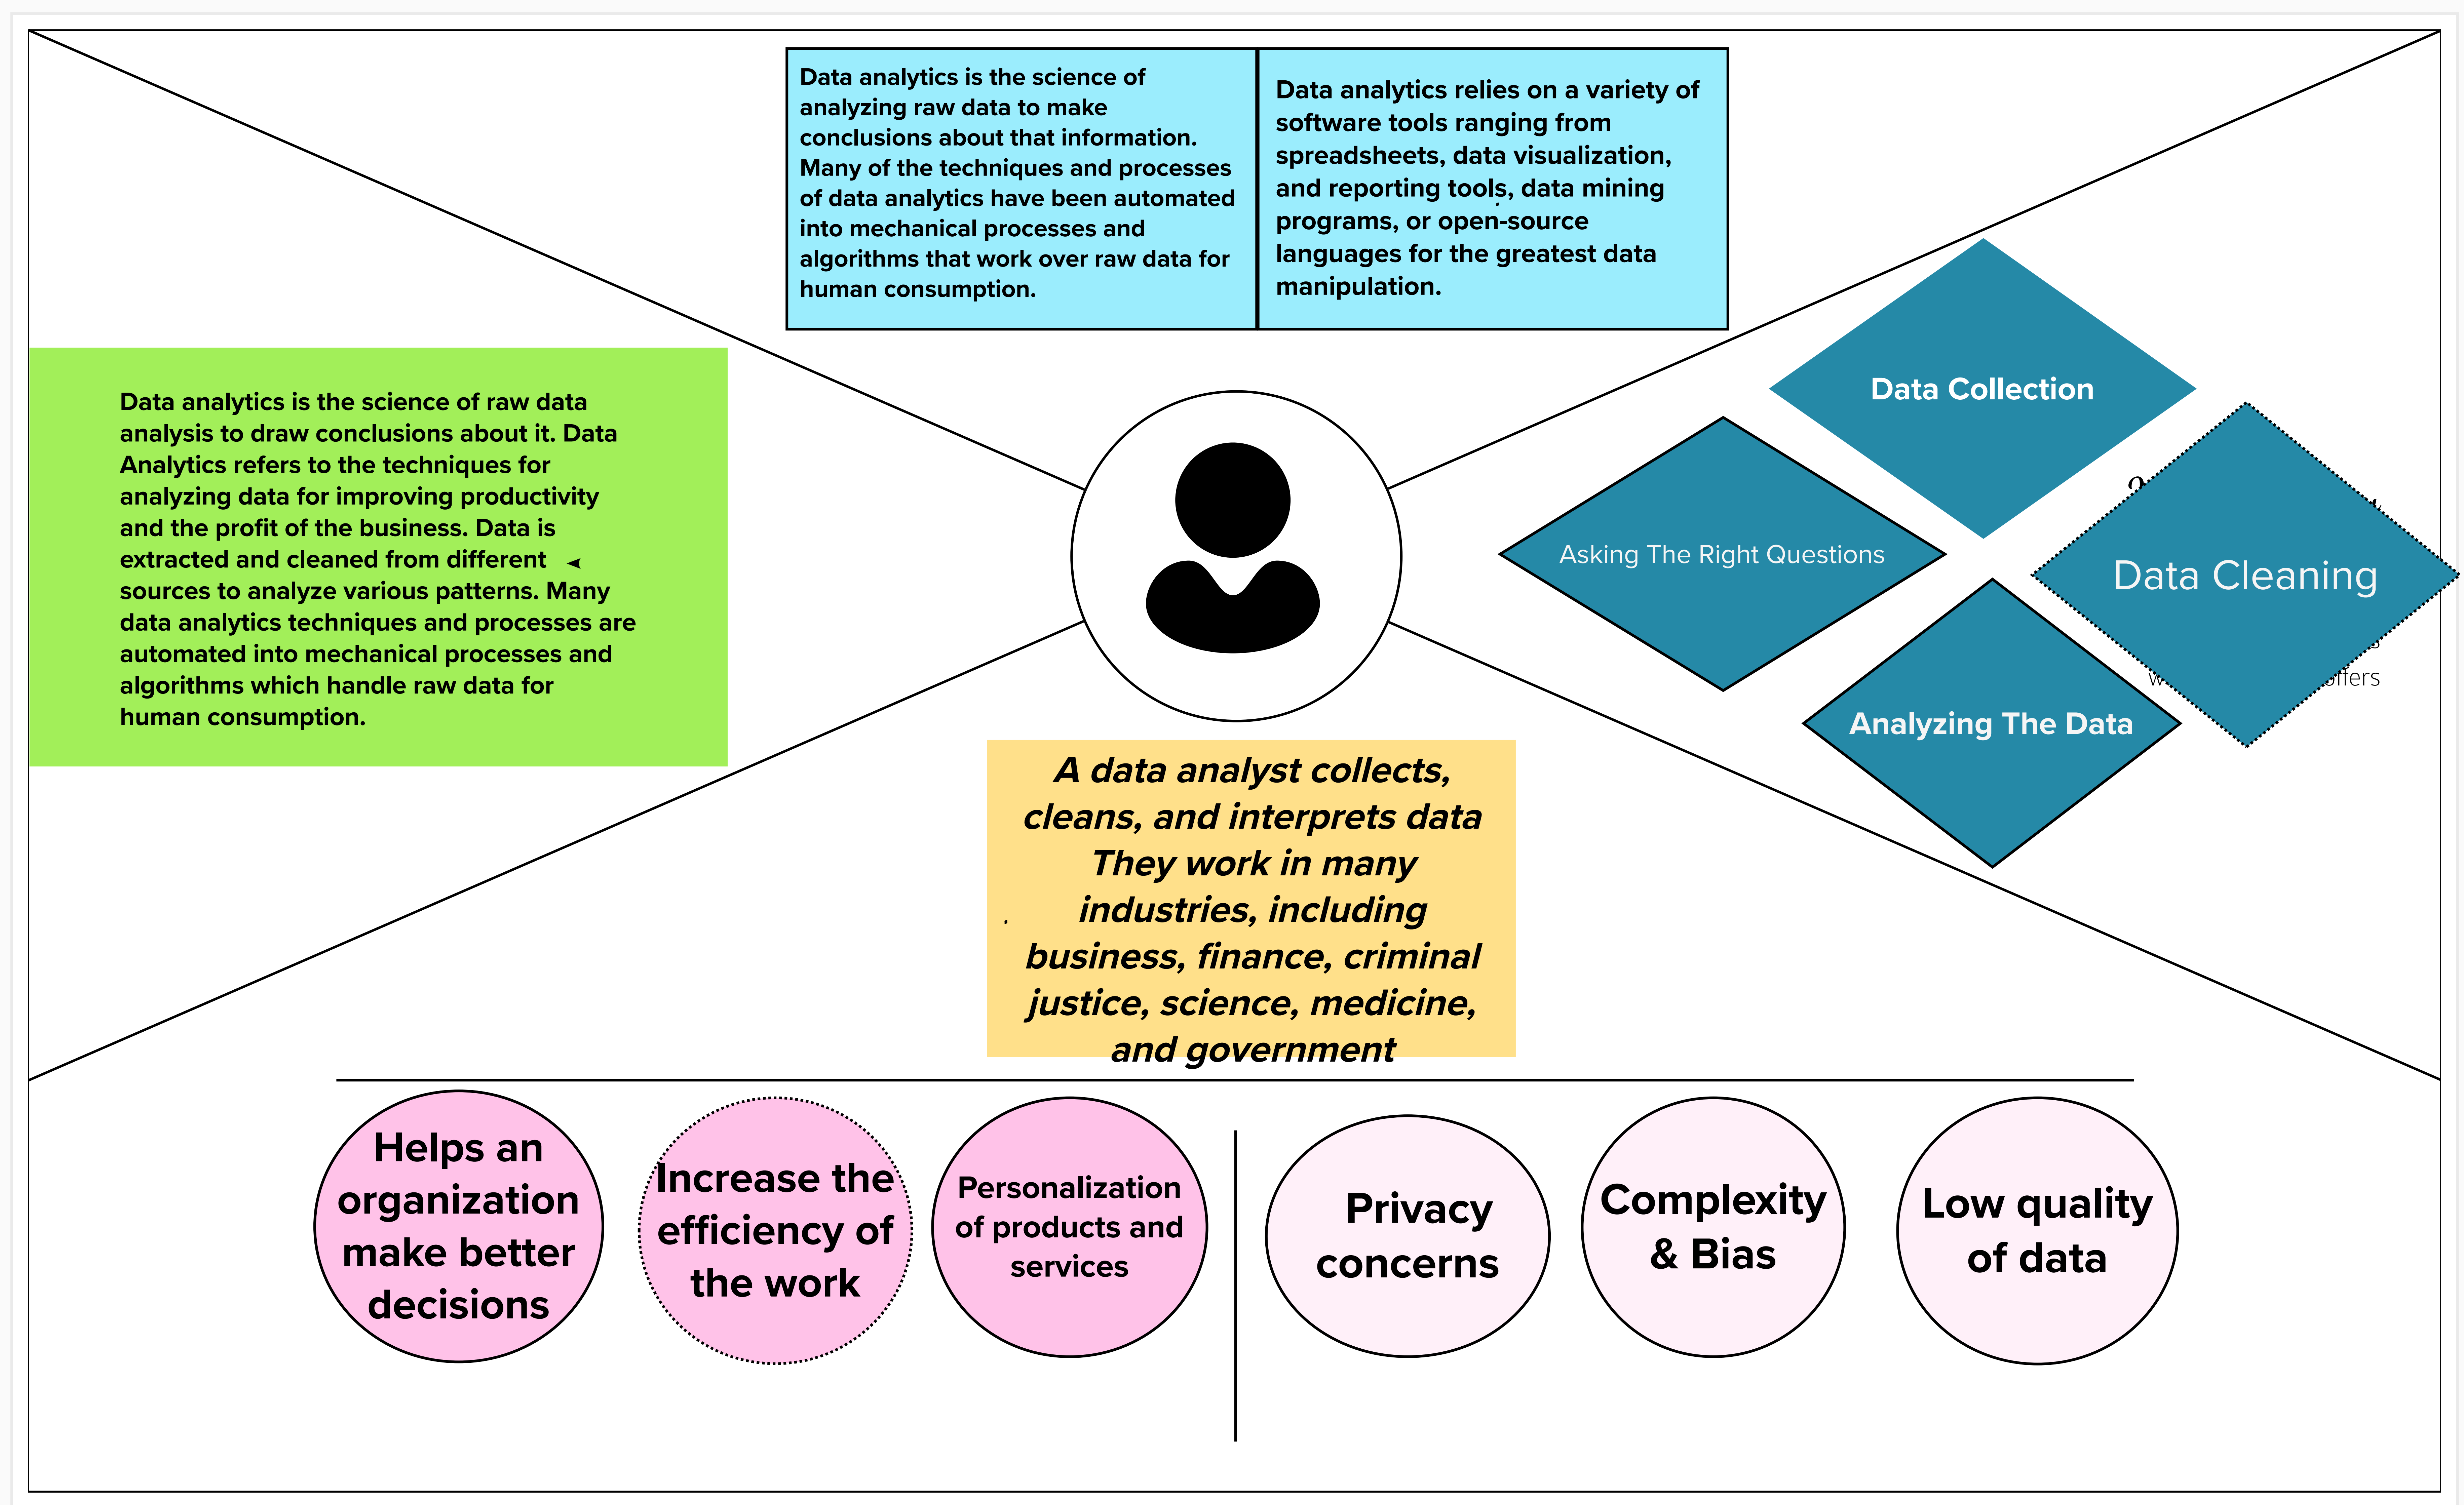 Data analytics is the science of
analyzing raw data to make
conclusions about that information.
Many of the techniques and processes
of data analytics have been automated
into mechanical processes and
algorithms that work over raw data for
human consumption.
Data analytics relies on a variety of
software tools ranging from
spreadsheets, data visualization,
and reporting tools, data mining
programs, or open-source
languages for the greatest data
manipulation.
Data analytics is the science of raw data
analysis to draw conclusions about it. Data
Analytics refers to the techniques for
analyzing data for improving productivity
and the profit of the business. Data is
extracted and cleaned from different
sources to analyze various patterns. Many
data analytics techniques and processes are
automated into mechanical processes and
algorithms which handle raw data for
human consumption.
Data Collection
Asking The Right Questions
Data Cleaning
Analyzing The Data
A data analyst collects,
cleans, and interprets data
They work in many
industries, including
business, finance, criminal
justice, science, medicine,
and government
Helps an
organization
make better
decisions
Increase the
efficiency of
the work
Personalization
of products and
services
Privacy
concerns
Complexity
& Bias
Low quality
of data